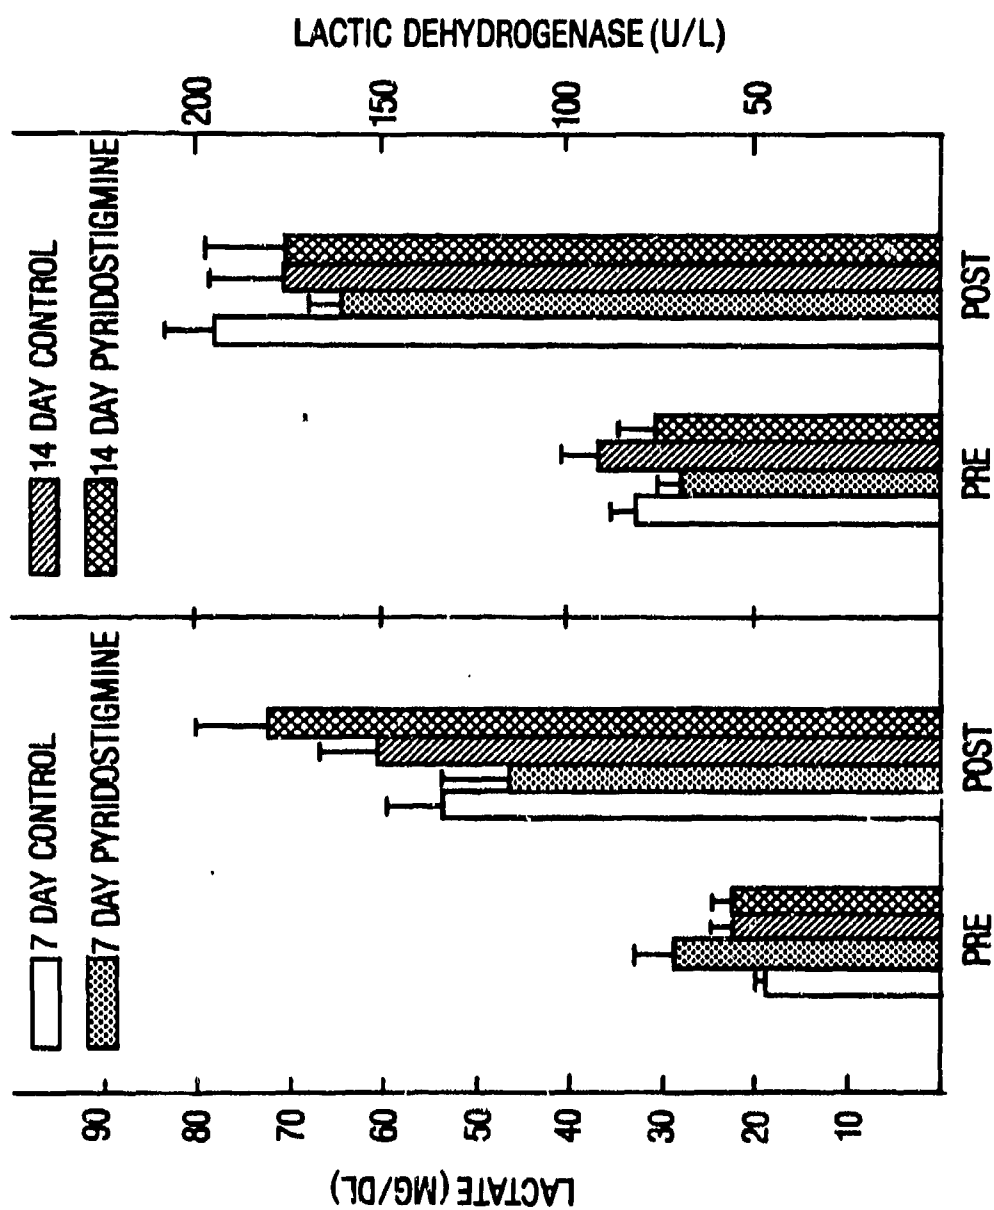 7 DAY CONTROL
7 DAY PYRIDOSTIGMINE
14 DAY CONTROL
14 DAY PYRIDOSTIGMINE
LACTATE (MG/DL)
90
80
70
60
50
40
30
20
10
PRE
POST
PRE
POST
200
150
100
50
LACTIC DEHYDROGENASE (U/L)